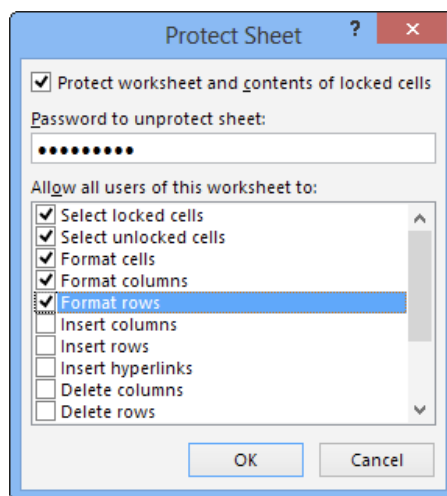 Protect Sheet
?
Protect worksheet and contents of locked cells
Password to unprotect sheet:
●●●●●●●●●
Allow all users of this worksheet to:
Select locked cells
Select unlocked cells
Format cells
Format columns
Format rows
Insert columns
Insert rows
Insert hyperlinks
Delete columns
Delete rows
OK
Cancel